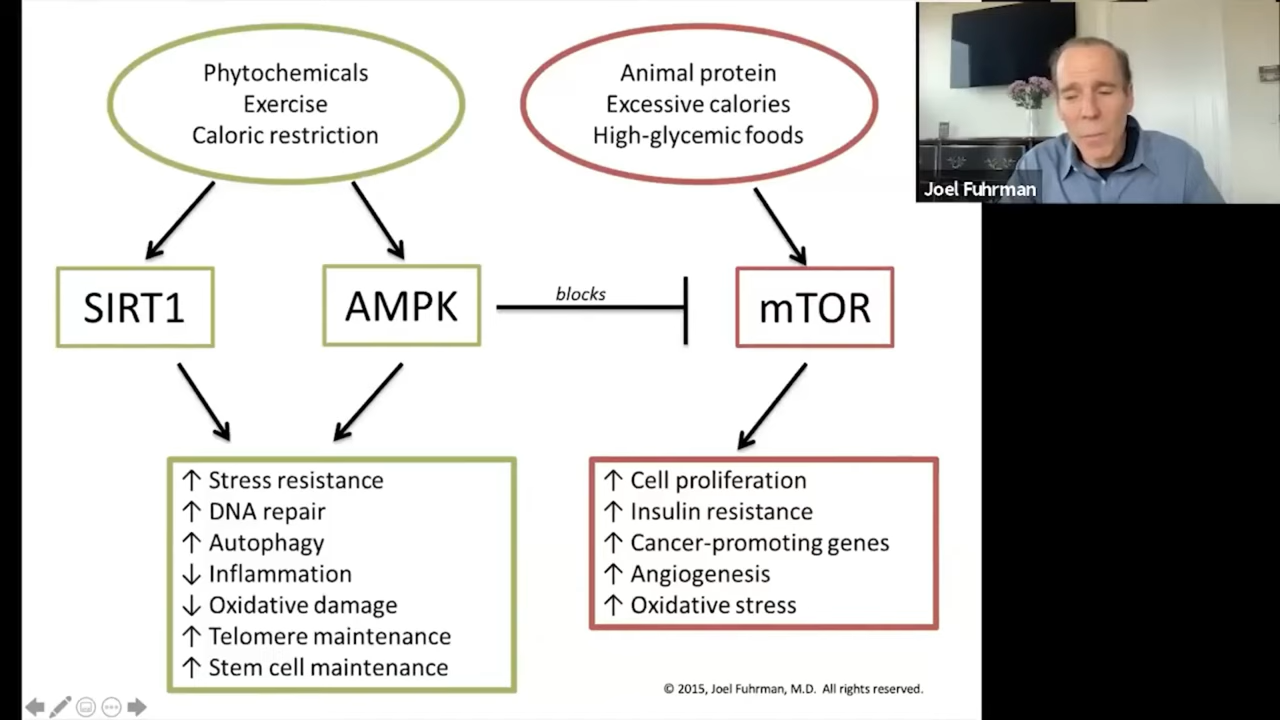 Phytochemicals
Exercise
Caloric restriction
Animal protein
Excessive calories
High-glycemic foods
Joel Fuhrman
SIRT1
AMPK
blocks
mTOR
↑ Stress resistance
↑ DNA repair
↑ Autophagy
↓ Inflammation
↓ Oxidative damage
↑ Telomere maintenance
↑ Stem cell maintenance
↑ Cell proliferation
↑ Insulin resistance
↑ Cancer-promoting genes
↑ Angiogenesis
↑ Oxidative stress
© 2015, Joel Fuhrman, M.D. All rights reserved.